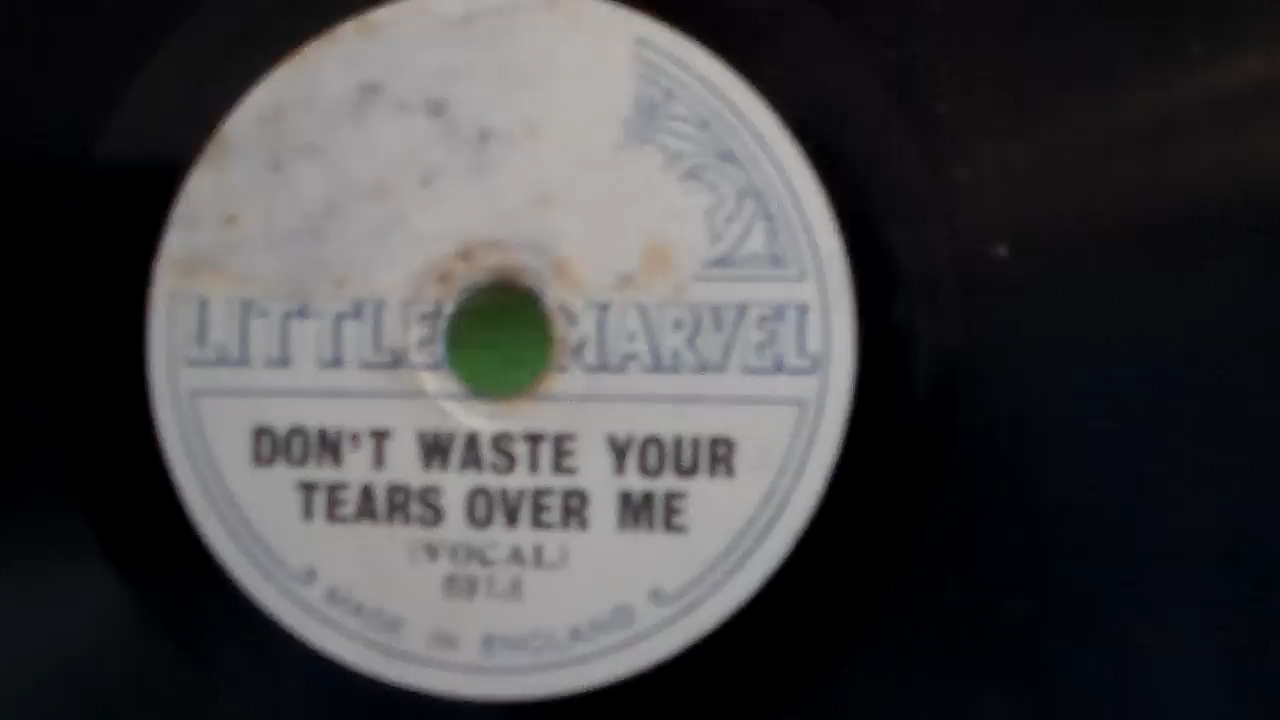 LITTLE MARVEL
DON'T WASTE YOUR
TEARS OVER ME
(VOCAL)
MADE IN ENGLAND